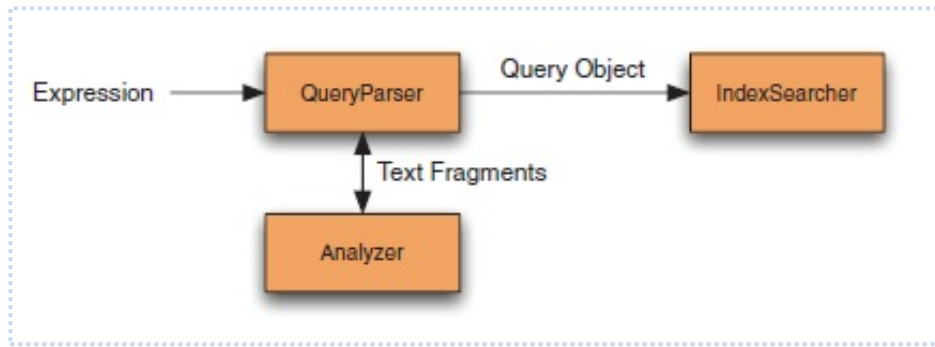 Expression
QueryParser
Query Object
IndexSearcher
Text Fragments
Analyzer